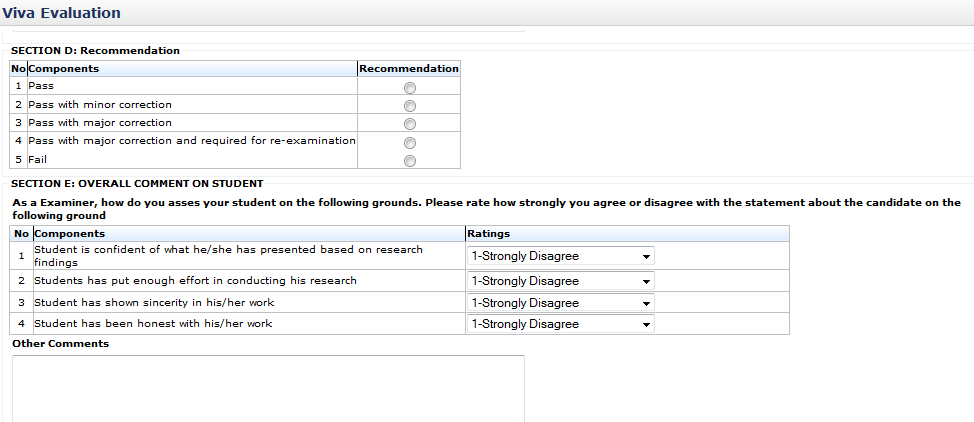 Viva Evaluation
SECTION D: Recommendation
No Components Recommendation
1 Pass
2 Pass with minor correction
3 Pass with major correction
4 Pass with major correction and required for re-examination
5 Fail
SECTION E: OVERALL COMMENT ON STUDENT
As a Examiner, how do you asses your student on the following grounds. Please rate how strongly you agree or disagree with the statement about the candidate on the
following ground
No Components Ratings
1 Student is confident of what he/she has presented based on research
findings 1-Strongly Disagree
2 Students has put enough effort in conducting his research 1-Strongly Disagree
3 Student has shown sincerity in his/her work 1-Strongly Disagree
4 Student has been honest with his/her work 1-Strongly Disagree
Other Comments